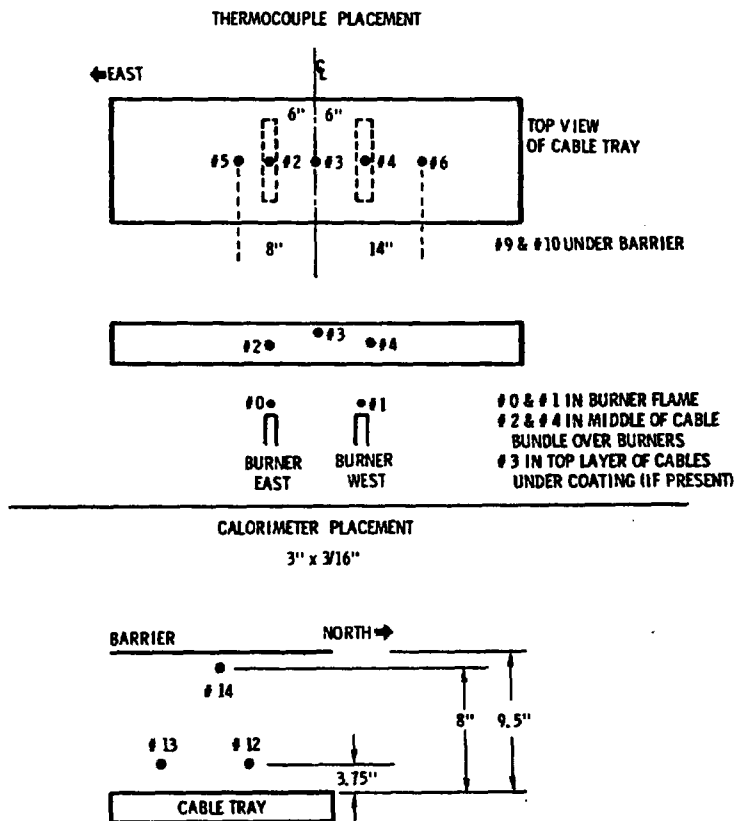 THERMOCOUPLE PLACEMENT
℄
←EAST
6" 6"
TOP VIEW
OF CABLE TRAY
#5 #2 #3 #4 #6
8" 14"
#9 & #10 UNDER BARRIER
#3
#2 #4
#0 #1
BURNER
EAST
BURNER
WEST
#0 & #1 IN BURNER FLAME
#2 & #4 IN MIDDLE OF CABLE
BUNDLE OVER BURNERS
#3 IN TOP LAYER OF CABLES
UNDER COATING (IF PRESENT)
CALORIMETER PLACEMENT
3" x 3/16"
BARRIER
NORTH→
#14
8" 9.5"
#13 #12
3.75"
CABLE TRAY